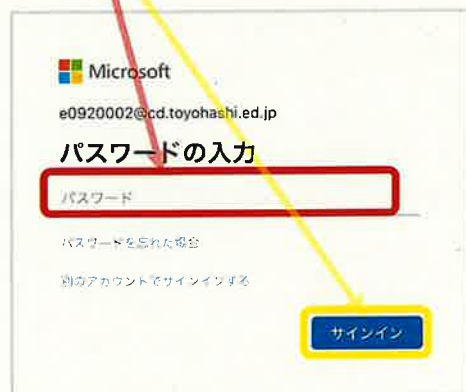 Microsoft
e0920002@cd.toyohashi.ed.jp
パスワードの入力
パスワード
パスワードを忘れた場合
別のアカウントでサインインする
サインイン